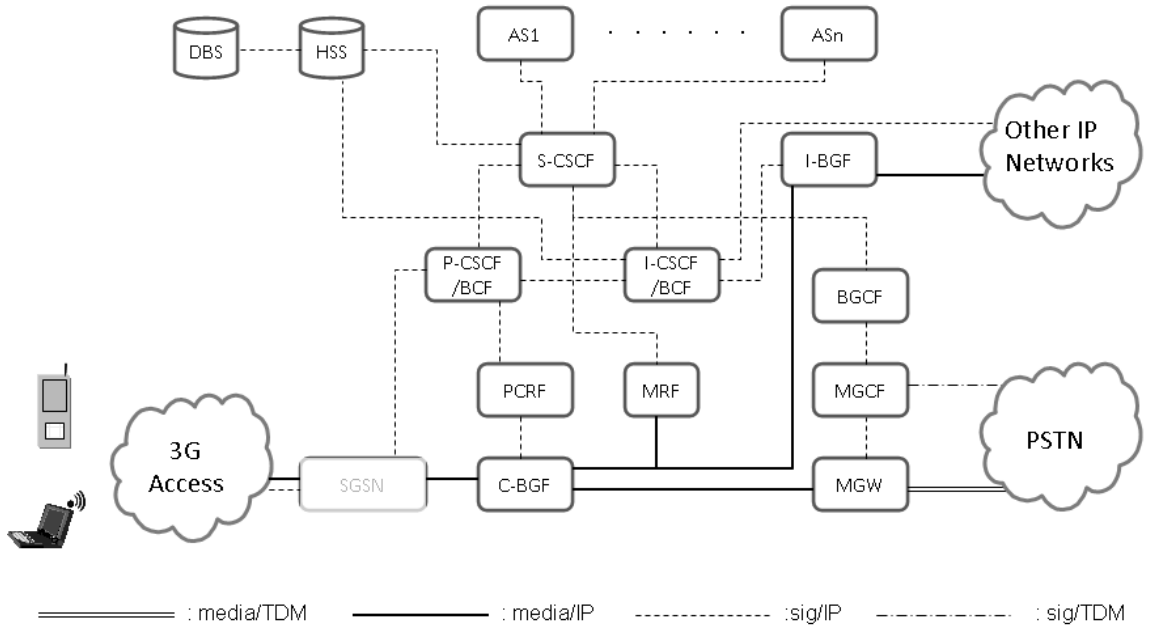 AS1
. . . . . .
ASn
DBS
HSS
Other IP
Networks
S-CSCF
I-BGF
P-CSCF
/BCF
I-CSCF
/BCF
BGCF
PCRF
MRF
MGCF
3G
Access
PSTN
SGSN
C-BGF
MGW
: media/TDM
: media/IP
:sig/IP
: sig/TDM